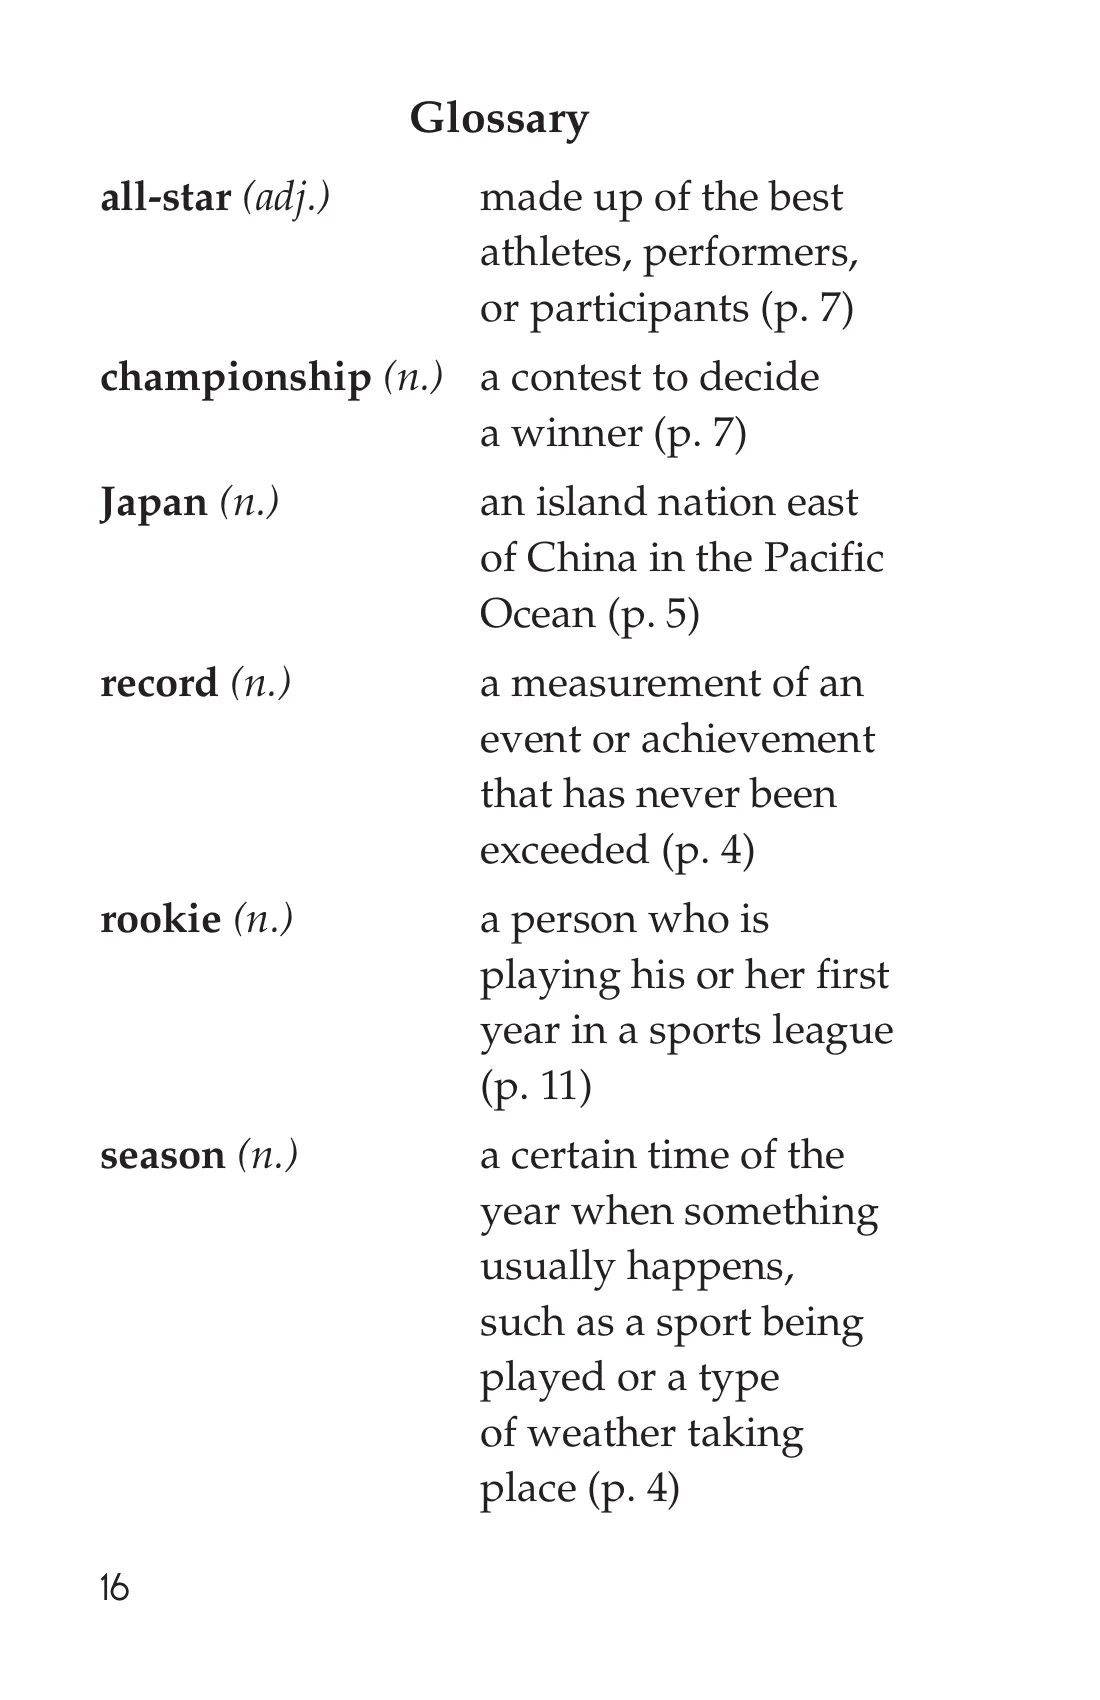 Glossary
all-star (adj.) made up of the best
athletes, performers,
or participants (p. 7)
championship (n.) a contest to decide
a winner (p. 7)
Japan (n.) an island nation east
of China in the Pacific
Ocean (p. 5)
record (n.) a measurement of an
event or achievement
that has never been
exceeded (p. 4)
rookie (n.) a person who is
playing his or her first
year in a sports league
(p. 11)
season (n.) a certain time of the
year when something
usually happens,
such as a sport being
played or a type
of weather taking
place (p. 4)
16